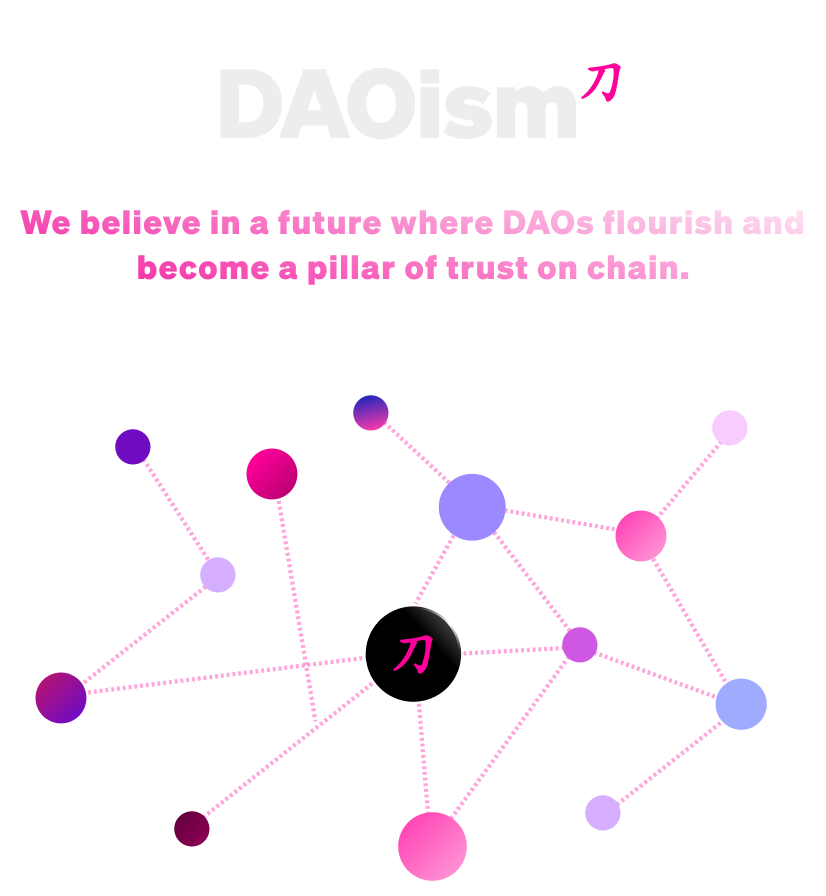 DAOism刀
We believe in a future where DAOs flourish and
become a pillar of trust on chain.
刀